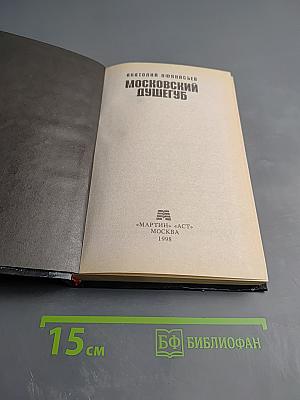 АНАТОЛИЙ АФАНАСЬЕВ
МОСКОВСКИЙ
ДУШЕГУБ
«МАРТИН» «АСТ»
МОСКВА
1998
15 см
БФ БИБЛИОФАН